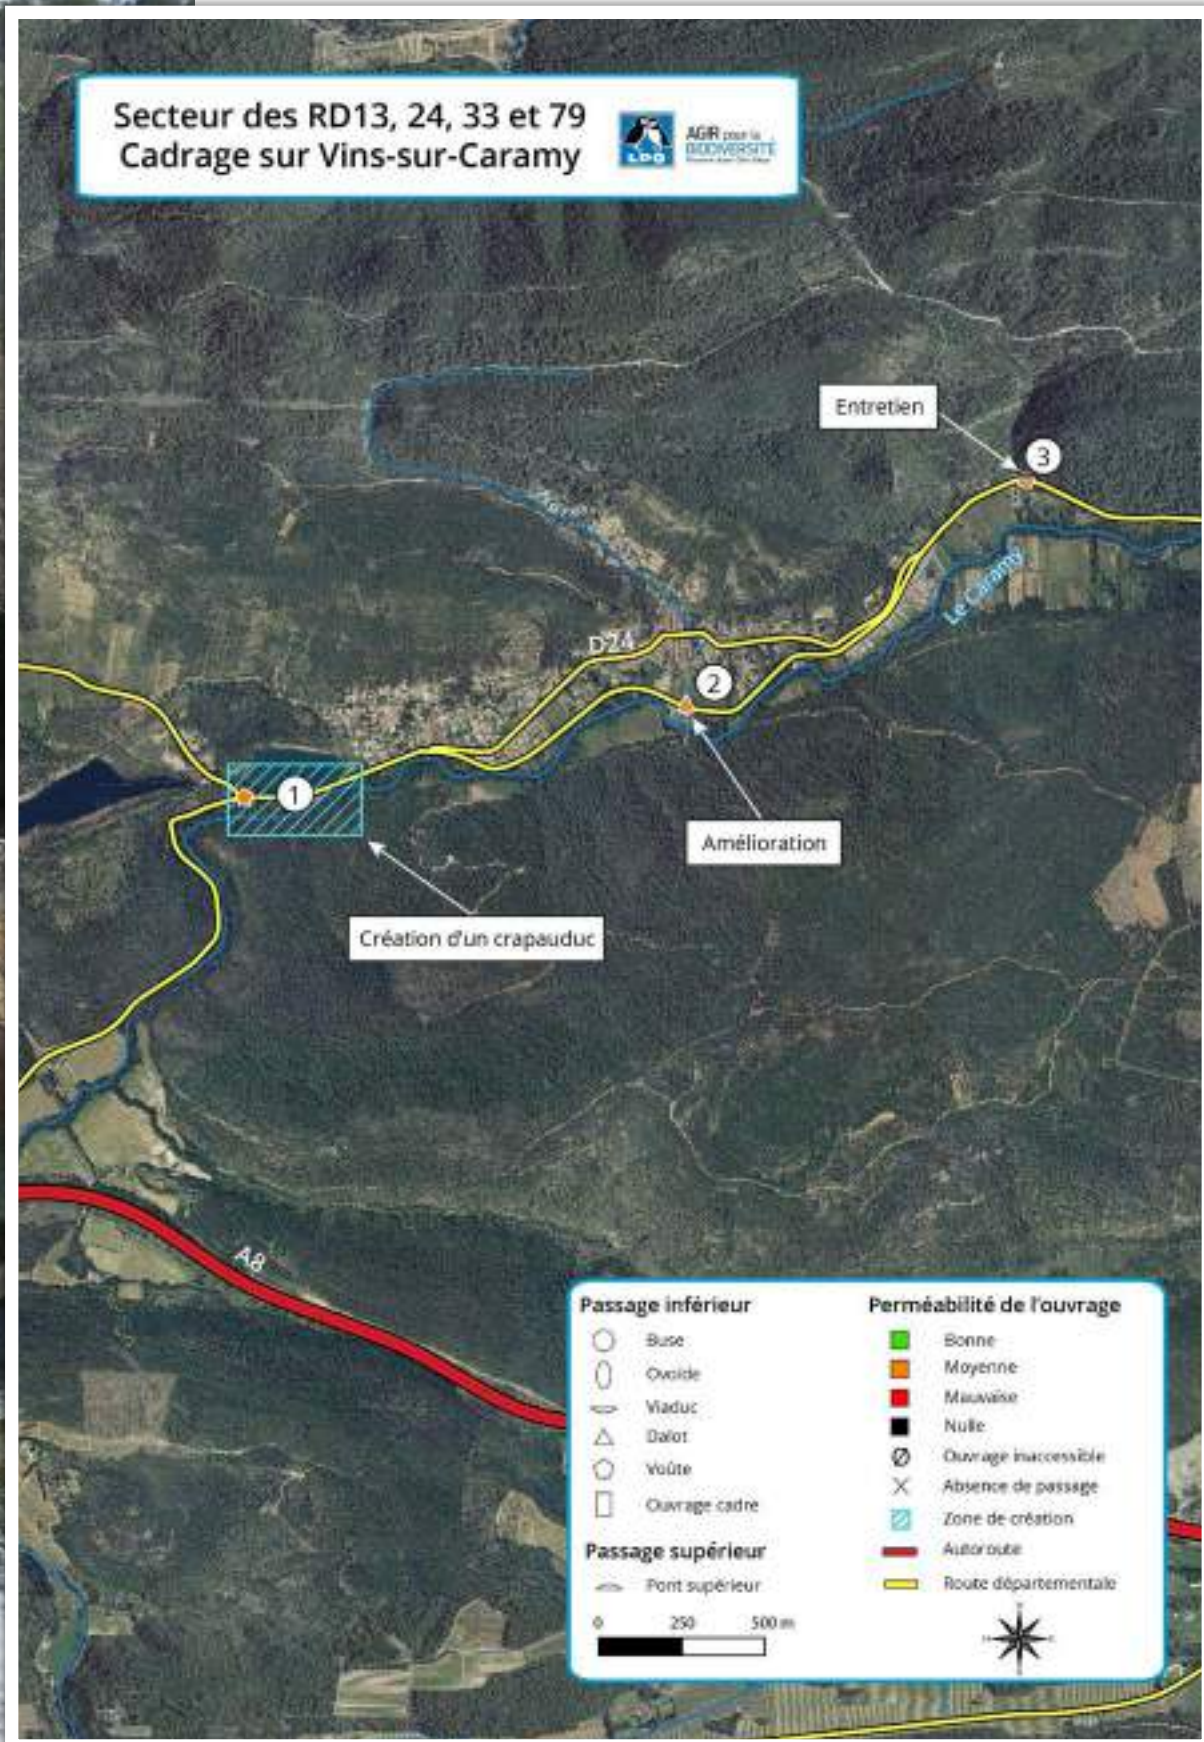 Secteur des RD13, 24, 33 et 79
Cadrage sur Vins-sur-Caramy
LPO
AGIR pour la
BIODIVERSITÉ
Entretien
3
Le Caramy
D24
2
1
Amélioration
Création d'un crapauduc
A8
Passage inférieur
Buse
Ovoïde
Viaduc
Dalot
Voûte
Ouvrage cadre
Passage supérieur
Pont supérieur
0 250 500 m
Perméabilité de l'ouvrage
Bonne
Moyenne
Mauvaise
Nulle
Ouvrage inaccessible
Absence de passage
Zone de création
Autoroute
Route départementale